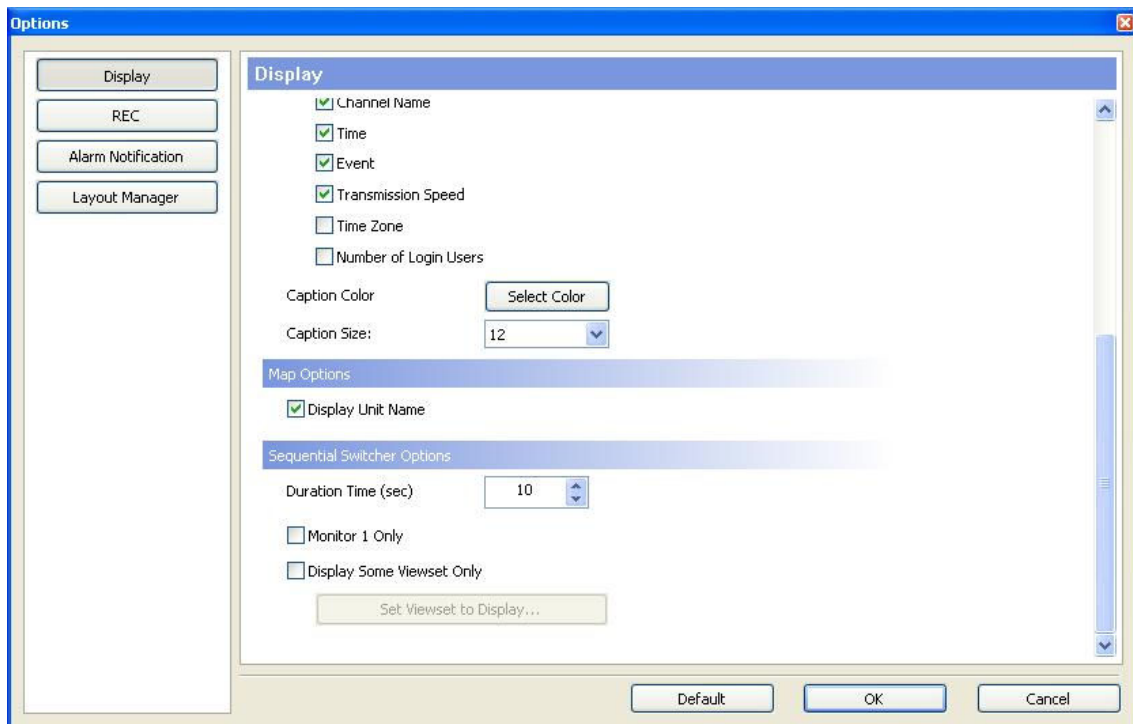 Options
Display
REC
Alarm Notification
Layout Manager
Display
Channel Name
Time
Event
Transmission Speed
Time Zone
Number of Login Users
Caption Color Select Color
Caption Size: 12
Map Options
Display Unit Name
Sequential Switcher Options
Duration Time (sec) 10
Monitor 1 Only
Display Some Viewset Only
Set Viewset to Display...
Default OK Cancel